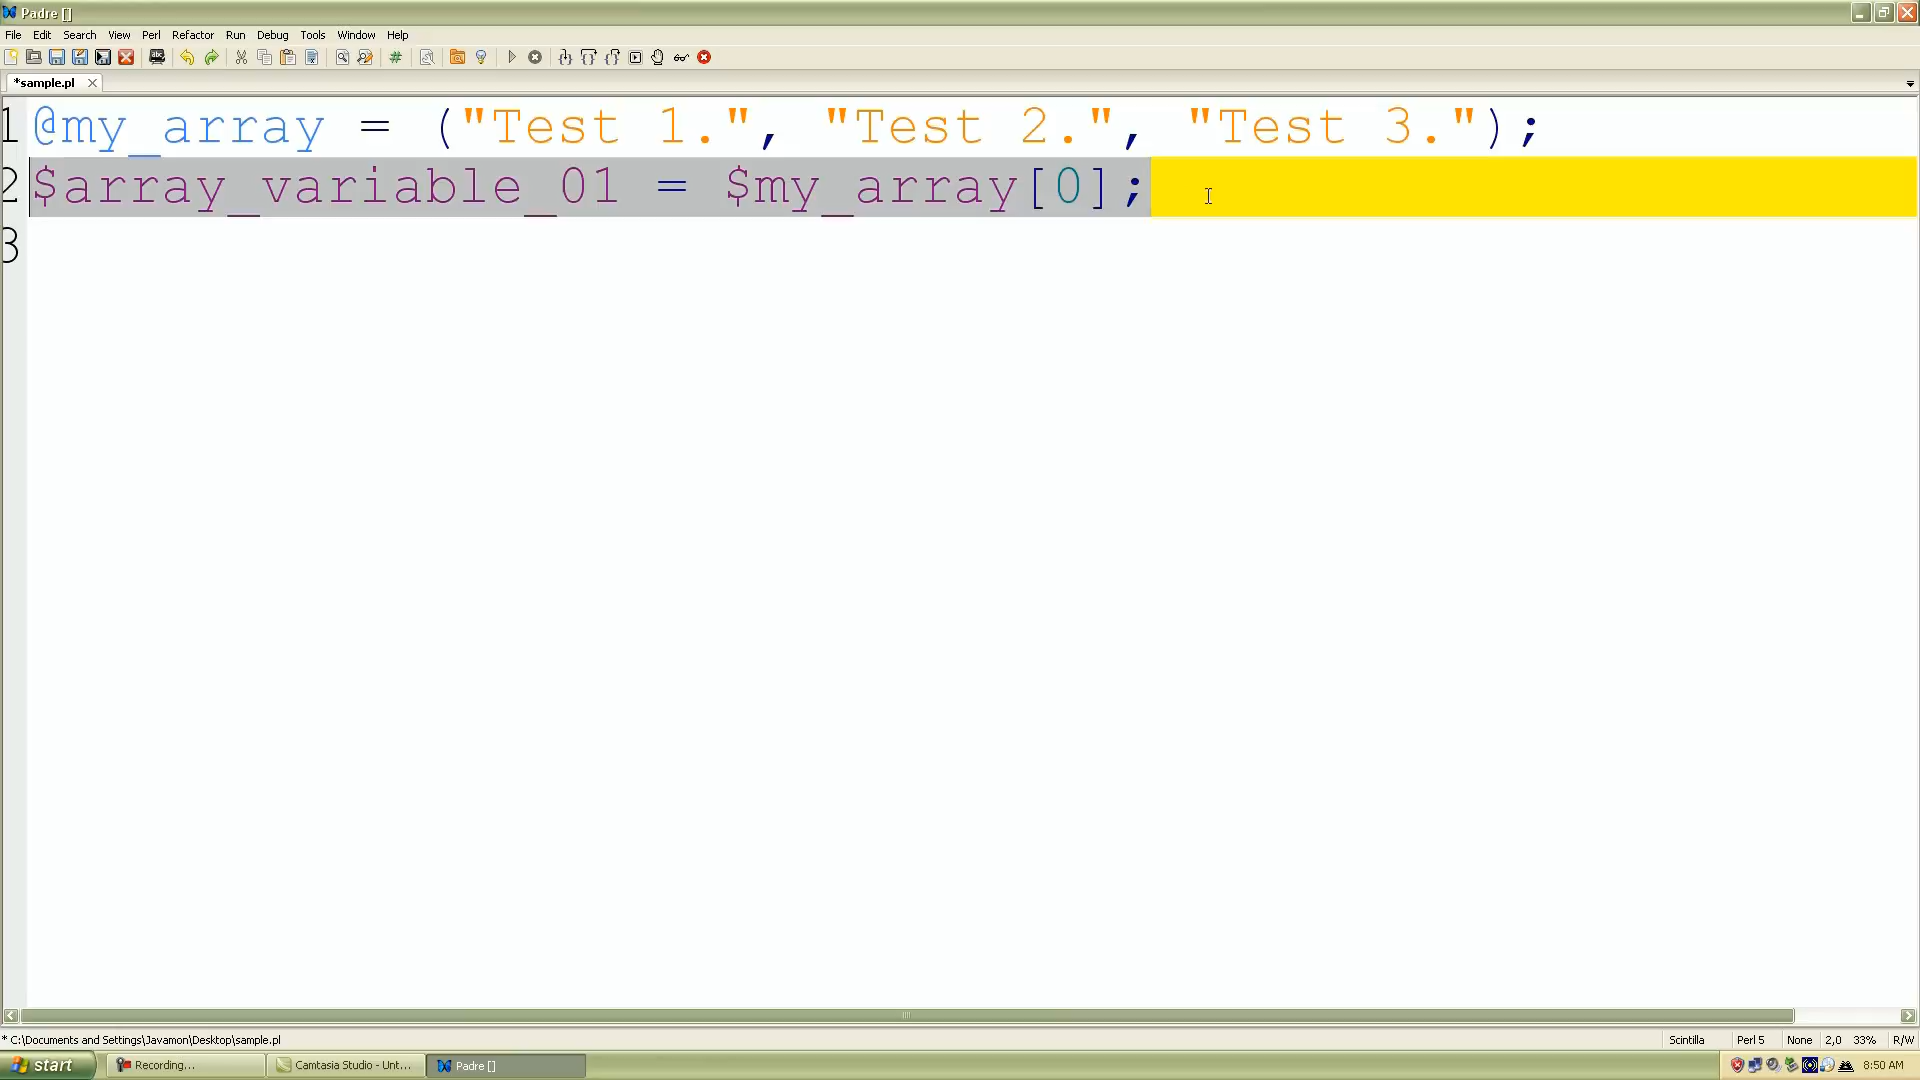 Padre []
File Edit Search View Perl Refactor Run Debug Tools Window Help
*sample.pl
1 @my_array = ("Test 1.", "Test 2.", "Test 3.");
2 $array_variable_01 = $my_array[0];
3
* C:\Documents and Settings\Javamon\Desktop\sample.pl Scintilla Perl 5 None 2,0 33% R/W
start Recording... Camtasia Studio - Unt... Padre [] 8:50 AM